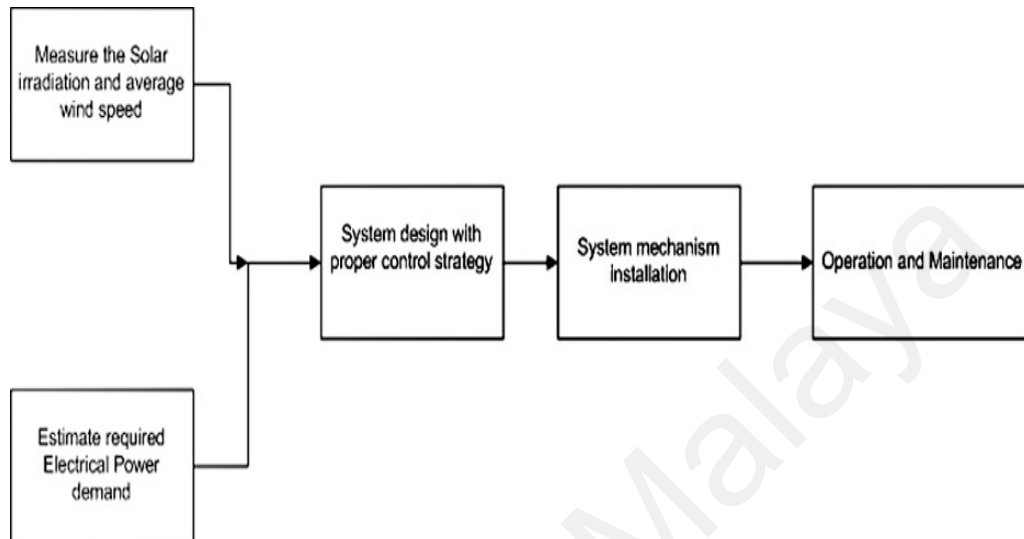 Measure the Solar
irradiation and average
wind speed
System design with
proper control strategy
System mechanism
installation
Operation and Maintenance
Estimate required
Electrical Power
demand
Malaya